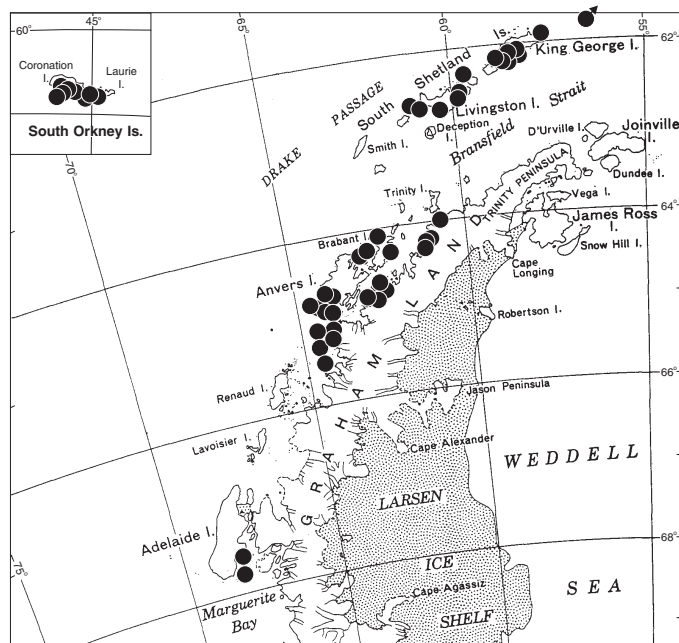 60°
45°
65°
60°
55°
62°
Coronation
I.
Laurie
I.
South Orkney Is.
South Shetland Is.
King George I.
DRAKE PASSAGE
Livingston I.
Strait
Bransfield
Deception
I.
Smith I.
D'Urville I.
Joinville
I.
Dundee I.
70°
Trinity I.
TRINITY PENINSULA
Vega I.
64°
James Ross
I.
Snow Hill I.
Brabant I.
Cape
Longing
Anvers I.
Robertson I.
GRAHAM LAND
66°
Renaud I.
Jason Peninsula
Lavoisier I.
Cape Alexander
WEDDELL
LARSEN
Adelaide I.
68°
75°
ICE
Cape Agassiz
SEA
Marguerite
Bay
SHELF